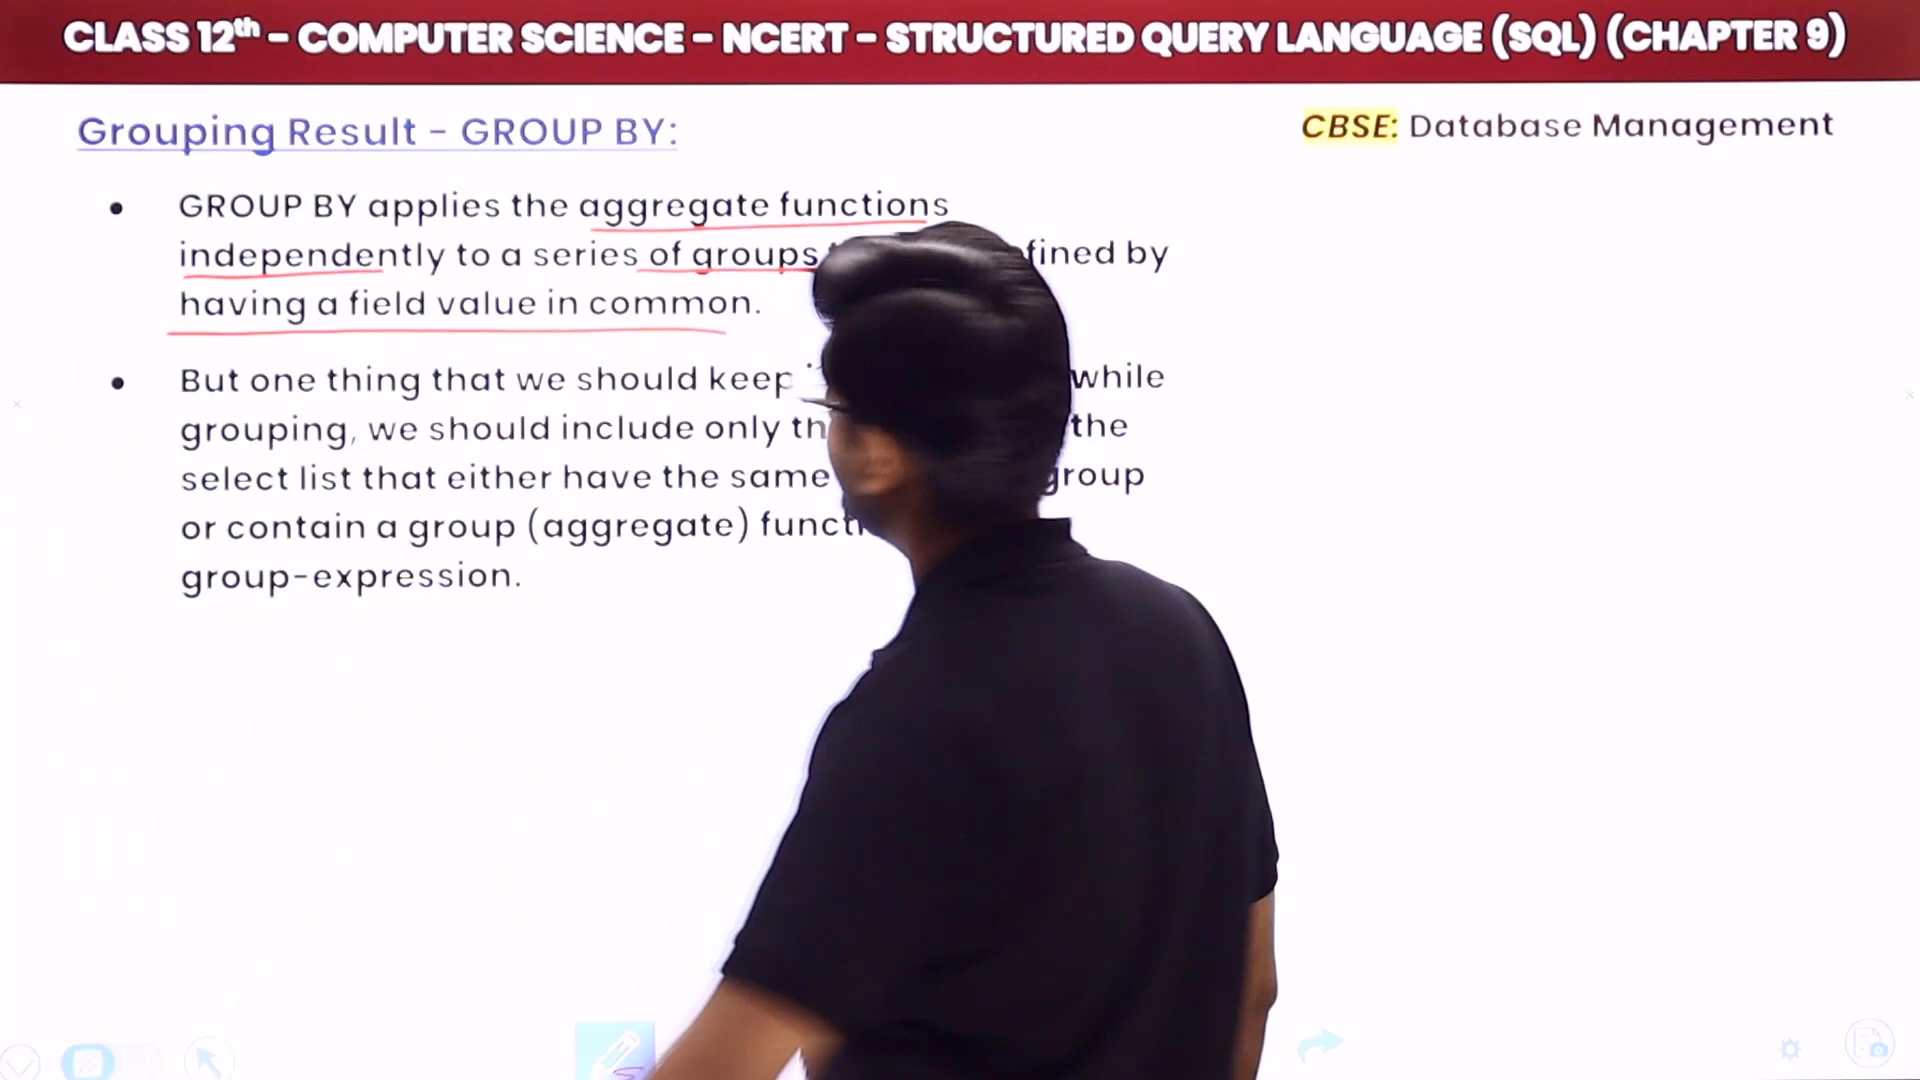 CLASS 12th - COMPUTER SCIENCE - NCERT - STRUCTURED QUERY LANGUAGE (SQL) (CHAPTER 9)
Grouping Result - GROUP BY:
CBSE: Database Management
• GROUP BY applies the aggregate functions
independently to a series of groups fined by
having a field value in common.
• But one thing that we should keep while
grouping, we should include only the
select list that either have the same group
or contain a group (aggregate)
group-expression.